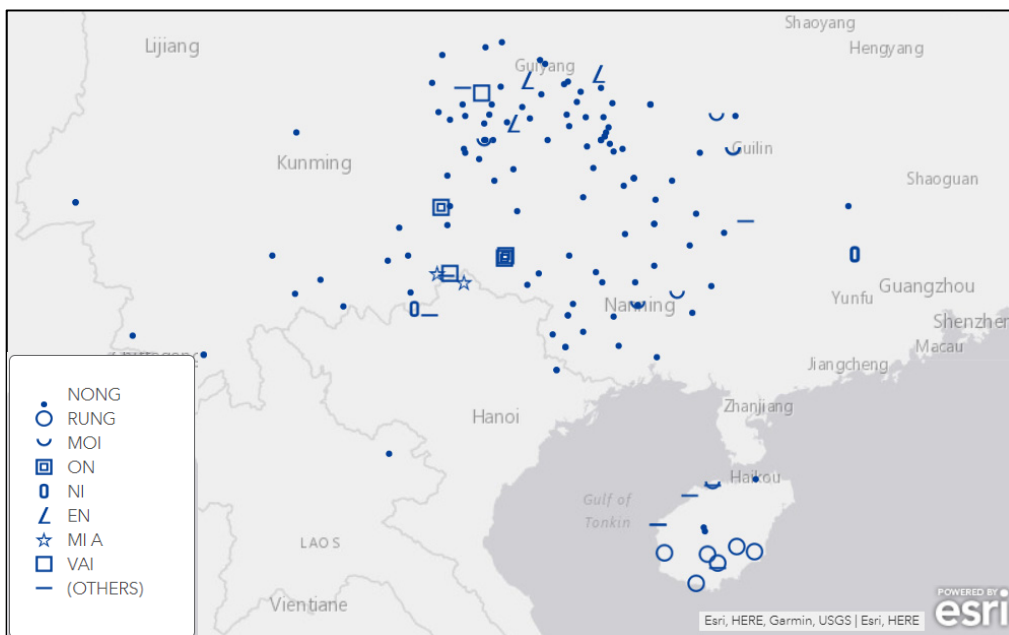 Shaoyang
Lijiang
Hengyang
Guiyang
Kunming
Guilin
Shaoguan
Guangzhou
Yunfu
Nanning
Shenzhen
Macau
Jiangcheng
Zhanjiang
Hanoi
Haikou
Gulf of
Tonkin
LAOS
Vientiane
NONG
RUNG
MOI
ON
NI
EN
MI A
VAI
(OTHERS)
POWERED BY
esri
Esri, HERE, Garmin, USGS | Esri, HERE